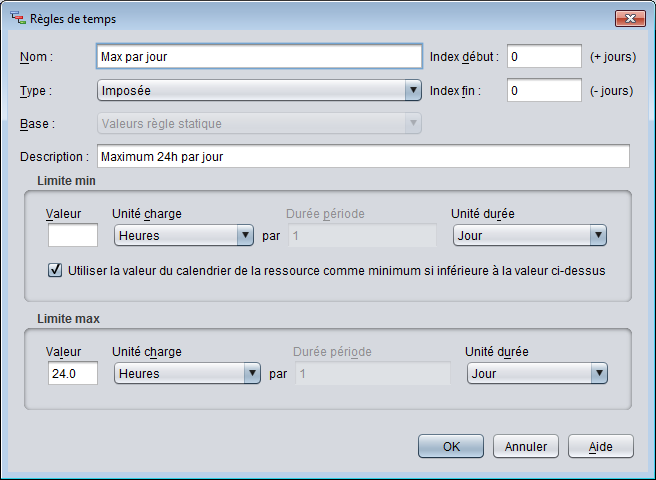 Règles de temps
Nom : Max par jour Index début : 0 (+ jours)
Type : Imposée Index fin : 0 (- jours)
Base : Valeurs règle statique
Description : Maximum 24h par jour
Limite min
Valeur Unité charge Durée période Unité durée
Heures par 1 Jour
Utiliser la valeur du calendrier de la ressource comme minimum si inférieure à la valeur ci-dessus
Limite max
Valeur Unité charge Durée période Unité durée
24.0 Heures par 1 Jour
OK Annuler Aide